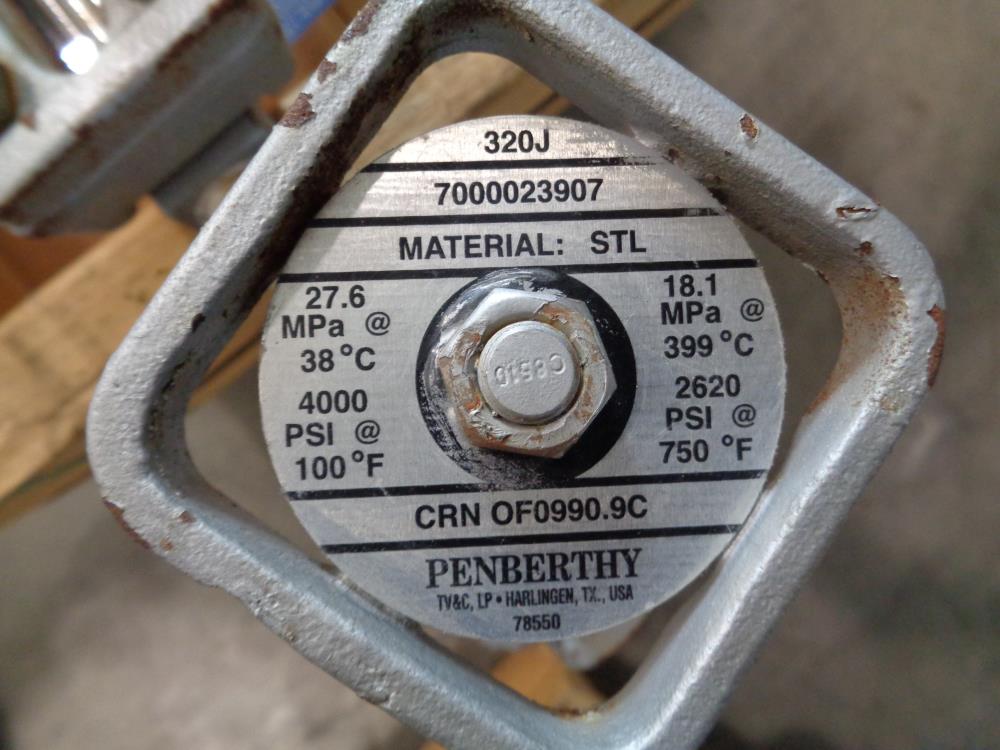 320J
7000023907
MATERIAL: STL
27.6
MPa @
38°C
4000
PSI @
100°F
18.1
MPa @
399°C
2620
PSI @
750°F
CRN OF0990.9C
PENBERTHY
TV&C, LP • HARLINGEN, TX., USA
78550